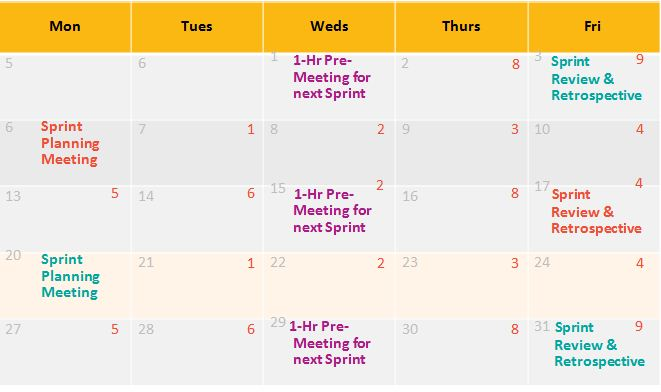 Mon Tues Weds Thurs Fri
5 6 1 1-Hr Pre- 2 8 3 Sprint 9
Meeting for Review &
next Sprint Retrospective
6 Sprint 7 1 8 2 9 3 10 4
Planning
Meeting
13 5 14 6 15 1-Hr Pre- 2 16 8 17 Sprint 4
Meeting for Review &
next Sprint Retrospective
20 Sprint 21 1 22 2 23 3 24 4
Planning
Meeting
27 5 28 6 29 1-Hr Pre- 30 8 31 Sprint 9
Meeting for Review &
next Sprint Retrospective